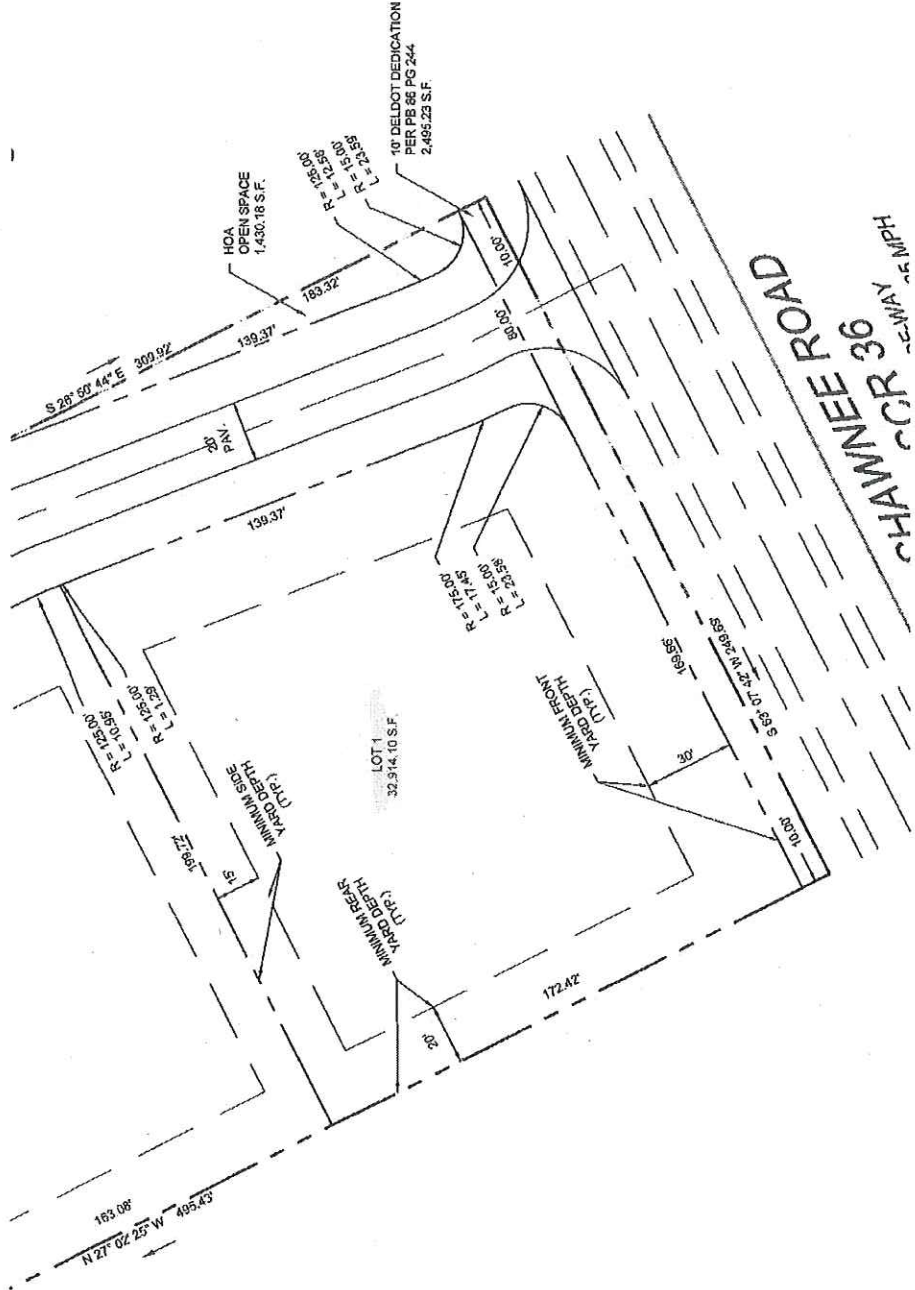 10' DELDOT DEDICATION
PER PB 86 PG 244
2,495.23 S.F.
HOA
OPEN SPACE
1,430.18 S.F.
R = 125.00'
L = 12.59'
R = 15.00'
L = 23.59'
S 26° 50' 44" E 309.92'
183.32'
139.37'
20'
PAV.
139.37'
80.00'
10.00'
R = 175.00'
L = 17.45'
R = 15.00'
L = 23.58'
R = 125.00'
L = 10.95'
R = 125.00'
L = 1.29'
MINIMUM SIDE
YARD DEPTH
(TYP.)
199.72'
15'
LOT 1
32,914.10 S.F.
MINIMUM REAR
YARD DEPTH
(TYP.)
20'
MINIMUM FRONT
YARD DEPTH
(TYP.)
30'
169.86'
S 63° 07' 42" W 249.69'
10.00'
172.42'
163.08'
N 27° 02' 25" W 495.43'
SHAWNEE ROAD
SCR 36